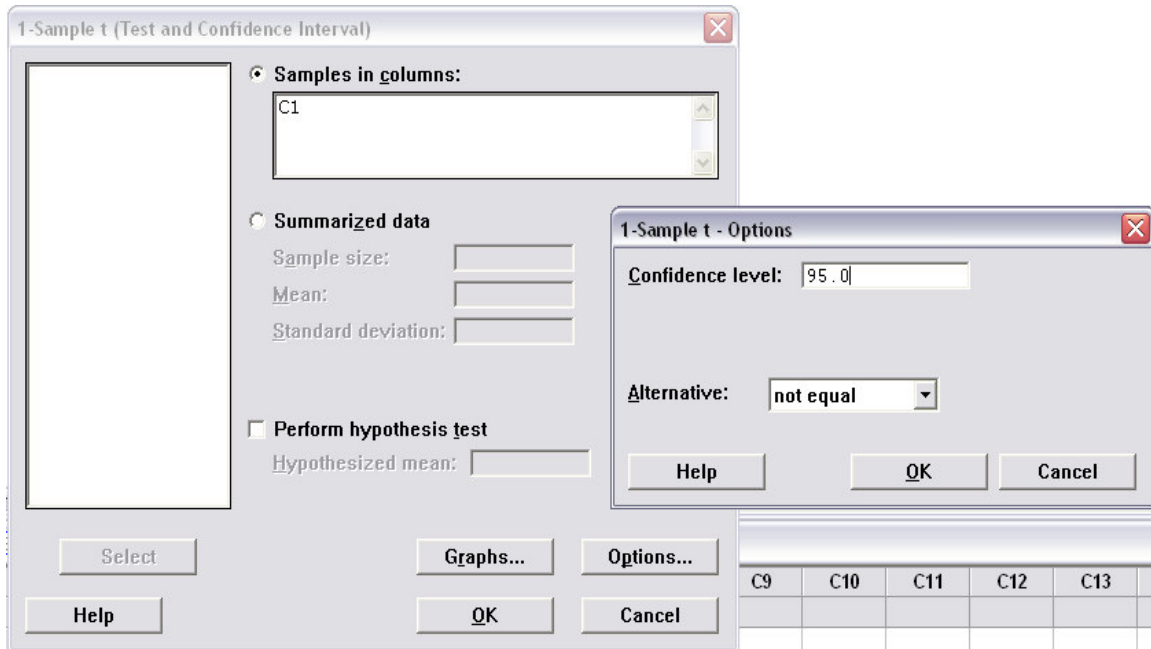 1-Sample t (Test and Confidence Interval)
Samples in columns:
C1
Summarized data
Sample size:
Mean:
Standard deviation:
Perform hypothesis test
Hypothesized mean:
Select
Graphs...
Options...
Help
OK
Cancel
1-Sample t - Options
Confidence level: 95.0
Alternative: not equal
Help
OK
Cancel
C9 C10 C11 C12 C13